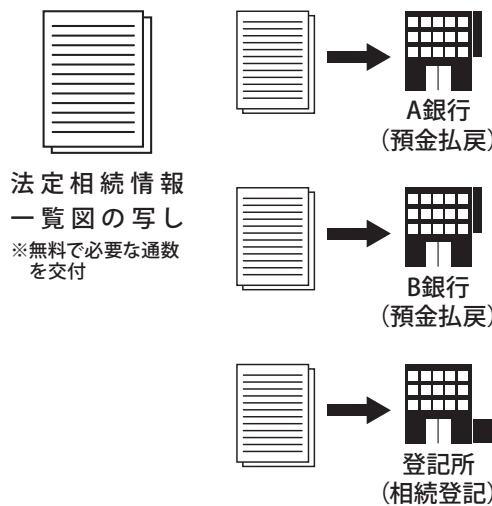 法定相続情報
一覧図の写し
※無料で必要な通数
を交付
A銀行
（預金払戻）
B銀行
（預金払戻）
登記所
（相続登記）